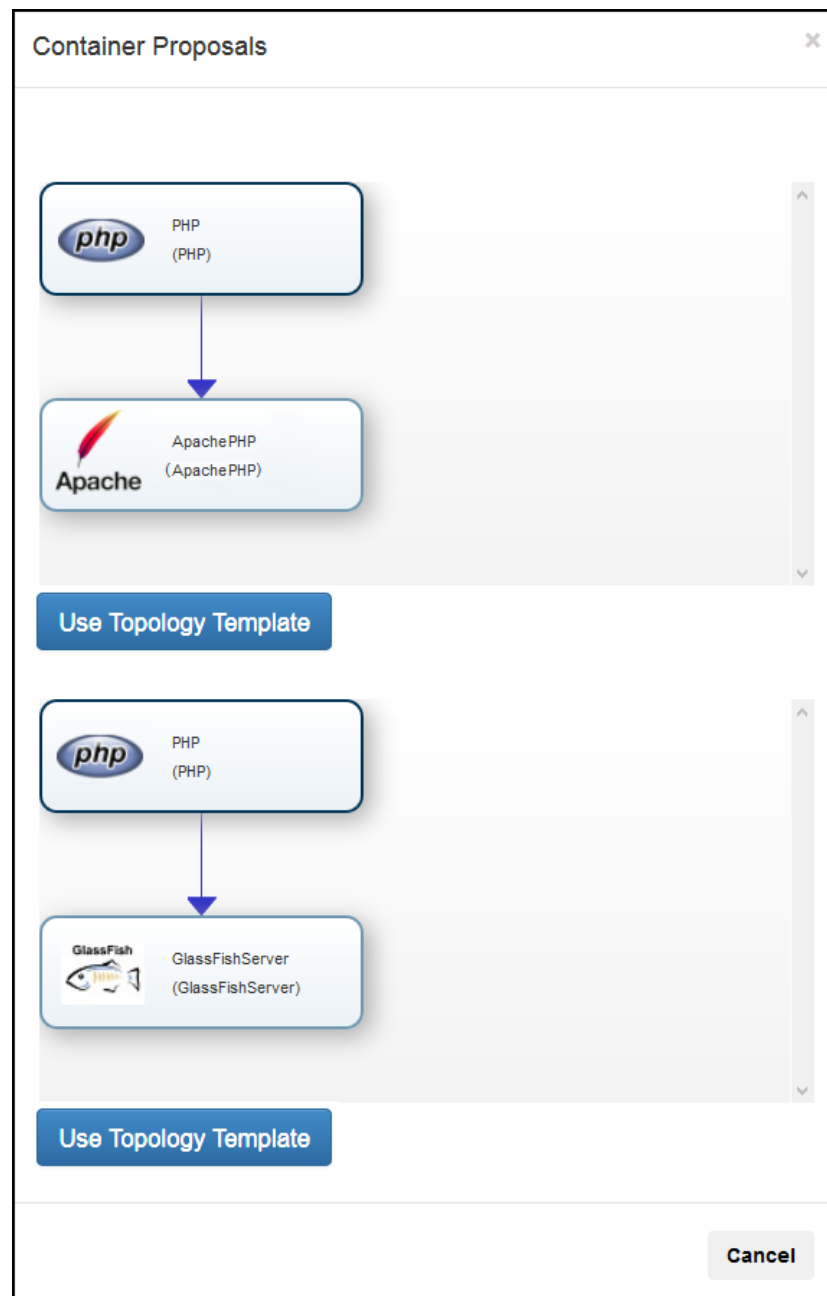 Container Proposals
×
php
PHP
(PHP)
Apache
ApachePHP
(ApachePHP)
Use Topology Template
php
PHP
(PHP)
GlassFish
GlassFishServer
(GlassFishServer)
Use Topology Template
Cancel